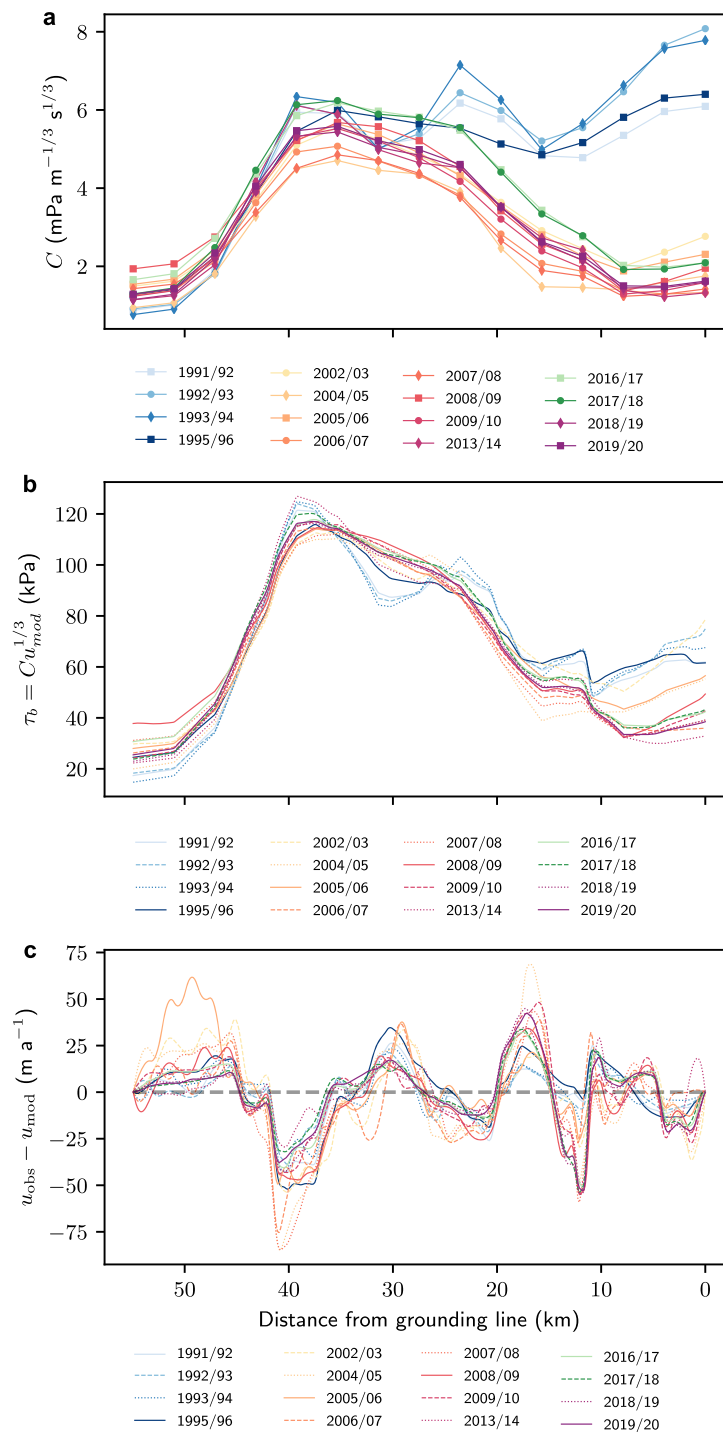 a
8
6
4
2
C (mPa m⁻¹/³ s¹/³)
1991/92 2002/03 2007/08 2016/17
1992/93 2004/05 2008/09 2017/18
1993/94 2005/06 2009/10 2018/19
1995/96 2006/07 2013/14 2019/20
b
120
100
80
60
40
20
τ_b = Cu_mod^1/3 (kPa)
1991/92 2002/03 2007/08 2016/17
1992/93 2004/05 2008/09 2017/18
1993/94 2005/06 2009/10 2018/19
1995/96 2006/07 2013/14 2019/20
c
75
50
25
0
−25
−50
−75
u_obs − u_mod (m a⁻¹)
50 40 30 20 10 0
Distance from grounding line (km)
1991/92 2002/03 2007/08 2016/17
1992/93 2004/05 2008/09 2017/18
1993/94 2005/06 2009/10 2018/19
1995/96 2006/07 2013/14 2019/20